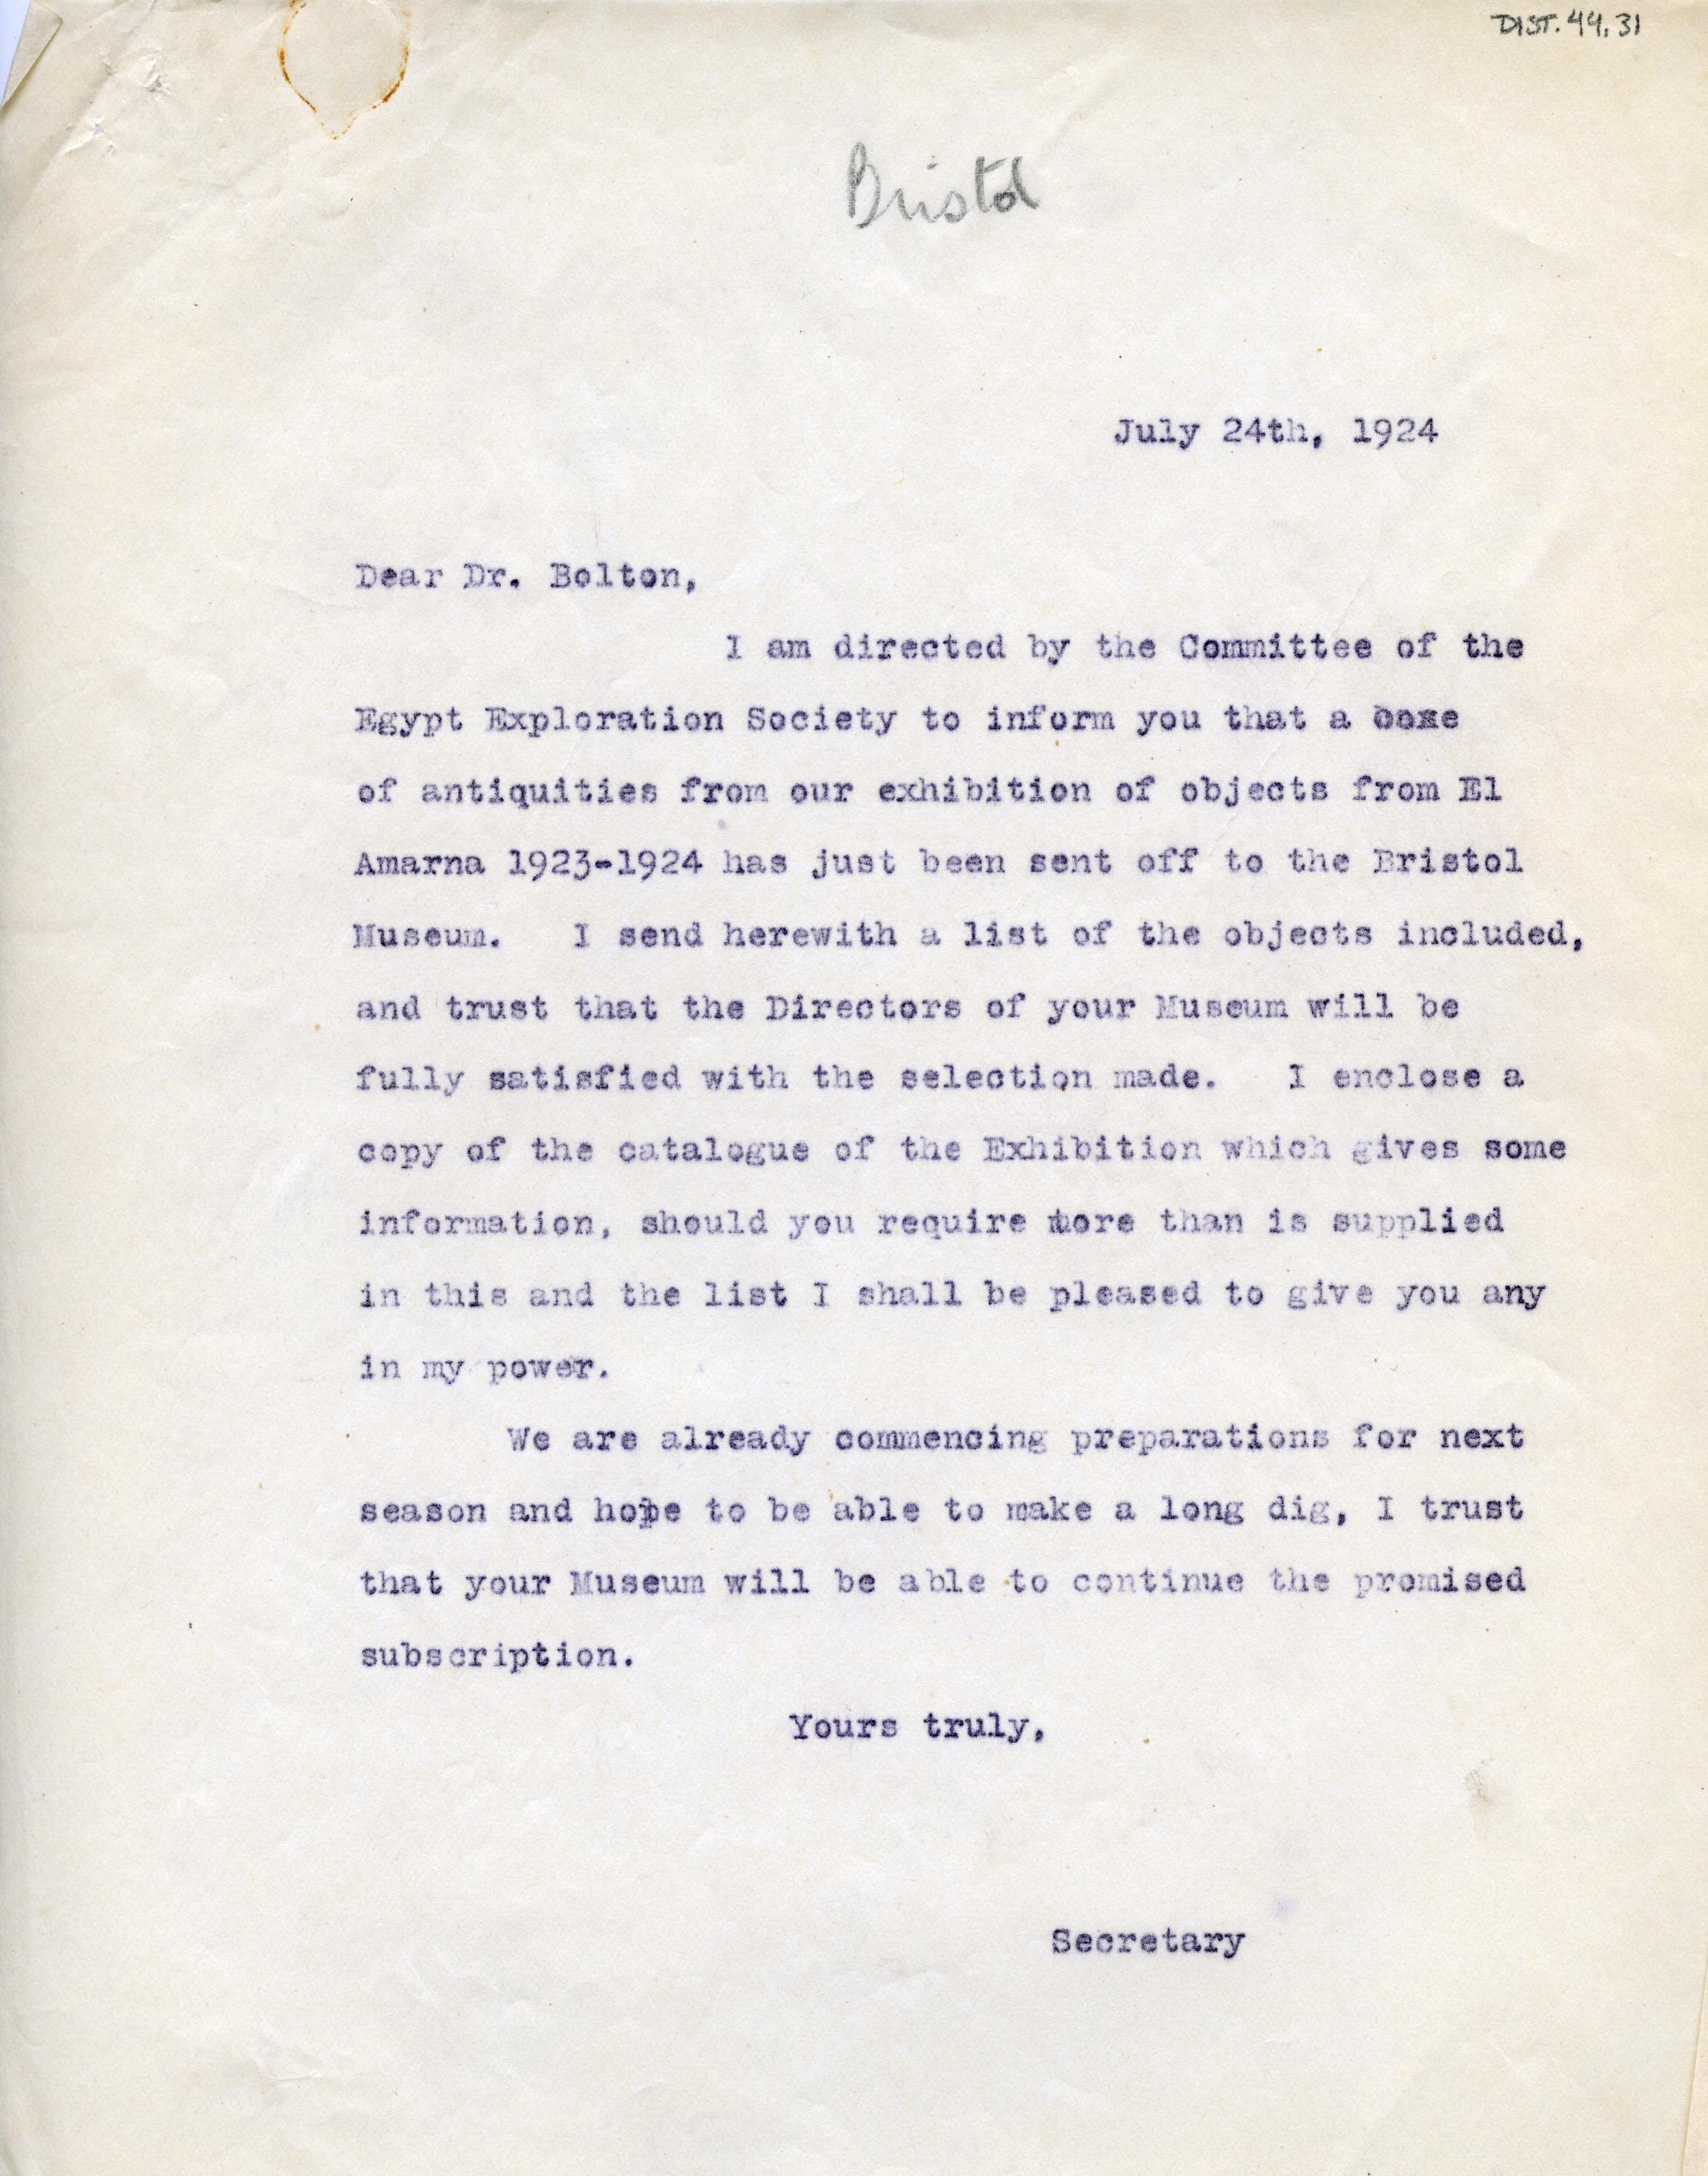 DIST. 44.31
Bristol
July 24th, 1924
Dear Dr. Bolton,
I am directed by the Committee of the
Egypt Exploration Society to inform you that a
of antiquities from our exhibition of objects from El
Amarna 1923-1924 has just been sent off to the Bristol
Museum. I send herewith a list of the objects included,
and trust that the Directors of your Museum will be
fully satisfied with the selection made. I enclose a
copy of the catalogue of the Exhibition which gives some
information, should you require more than is supplied
in this and the list I shall be pleased to give you any
in my power.
We are already commencing preparations for next
season and hope to be able to make a long dig, I trust
that your Museum will be able to continue the promised
subscription.
Yours truly,
Secretary